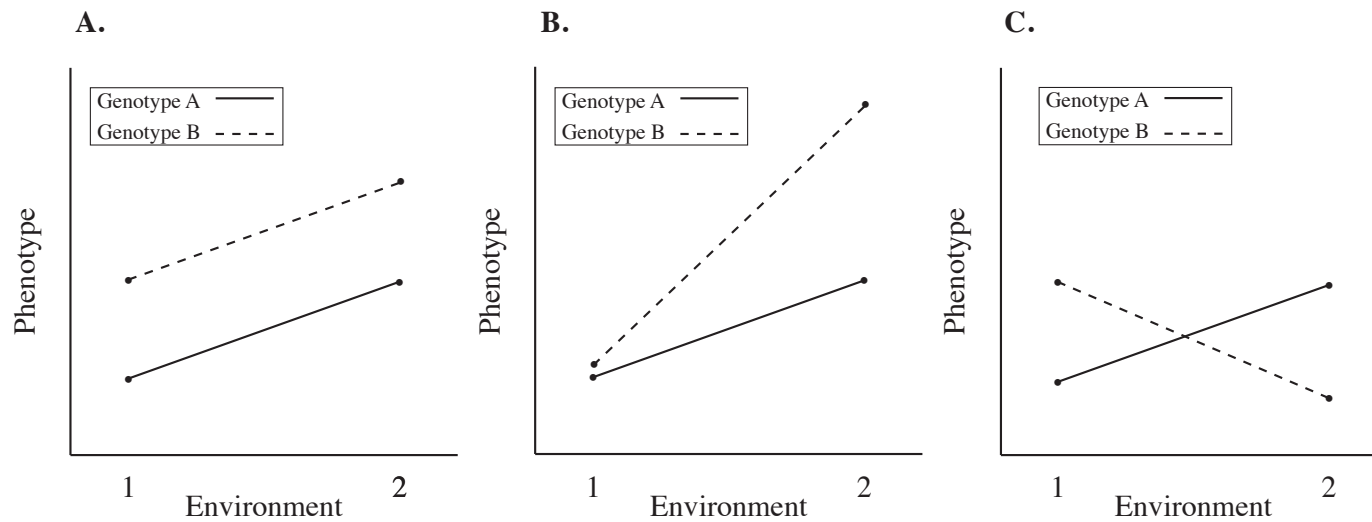 A.
Genotype A
Genotype B
Phenotype
1
2
Environment
B.
Genotype A
Genotype B
Phenotype
1
2
Environment
C.
Genotype A
Genotype B
Phenotype
1
2
Environment